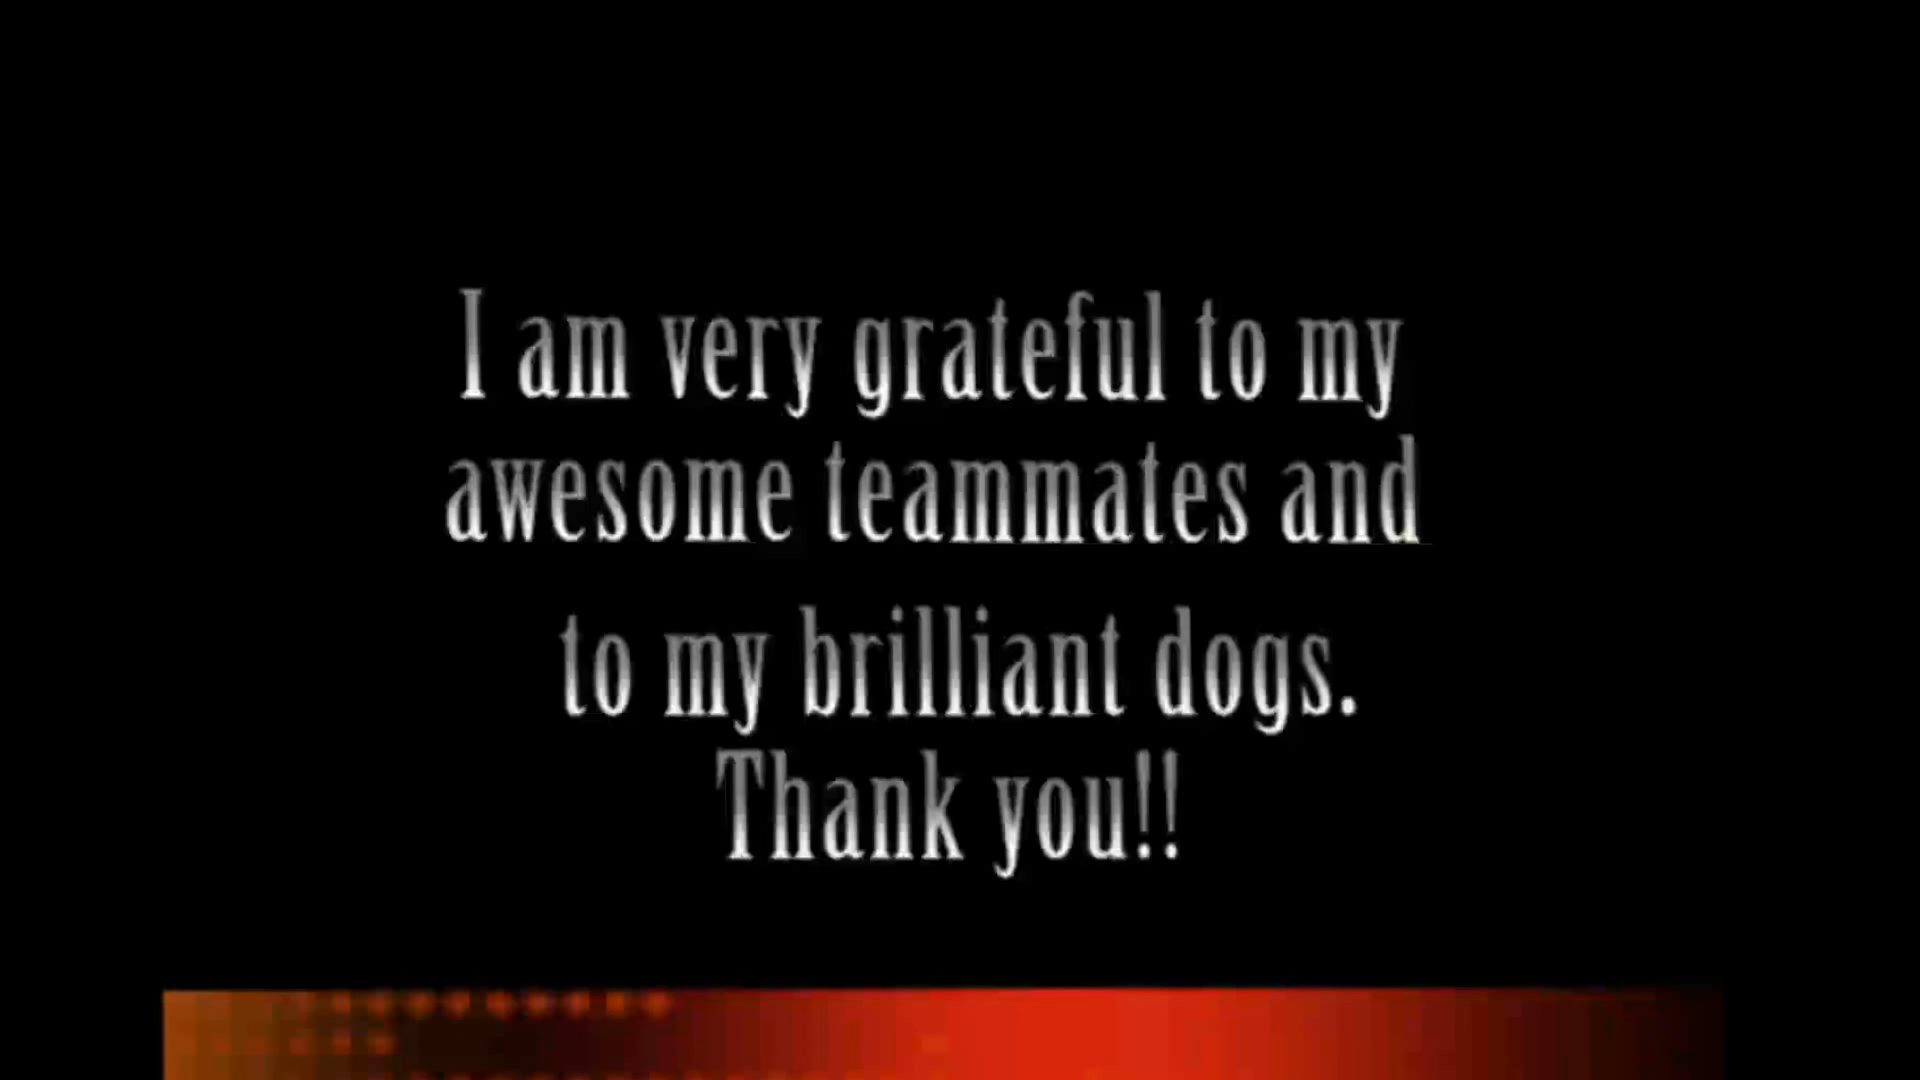 I am very grateful to my
awesome teammates and
to my brilliant dogs.
Thank you!!